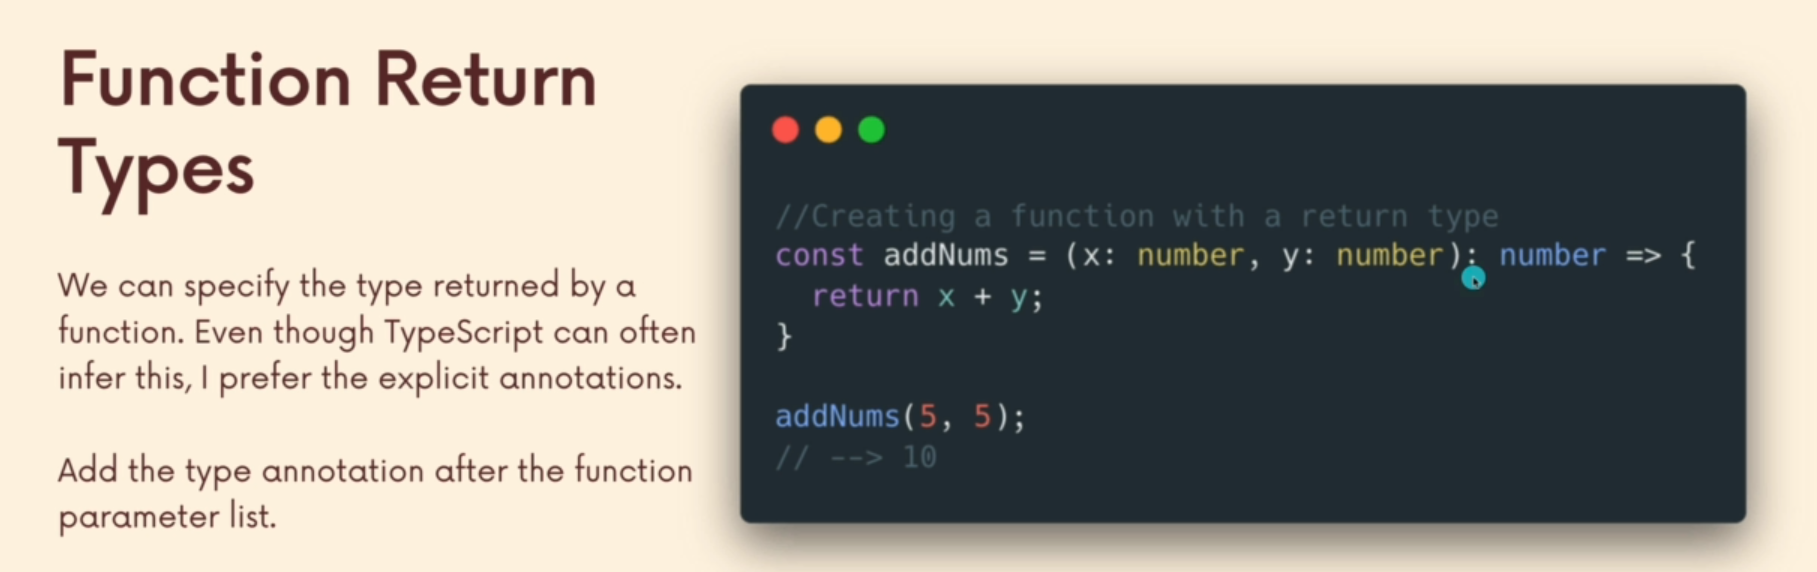 Function Return
Types
We can specify the type returned by a
function. Even though TypeScript can often
infer this, I prefer the explicit annotations.
Add the type annotation after the function
parameter list.
//Creating a function with a return type
const addNums = (x: number, y: number): number => {
  return x + y;
}
addNums(5, 5);
// --> 10